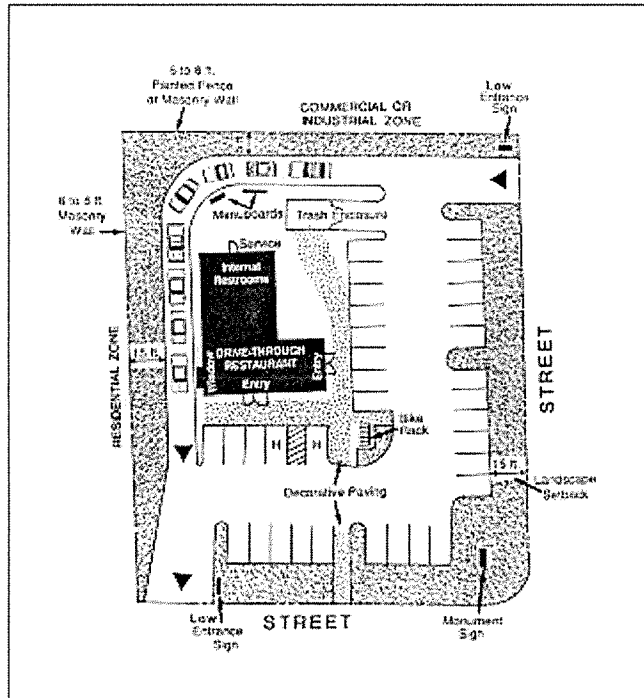 6 to 8 ft.
Planted Fence
or Masonry Wall
Low
Entrance
Sign
COMMERCIAL OR
INDUSTRIAL ZONE
6 to 8 ft
Masonry
Wall
Menuboards
Trash Enclosure
Service
Internal
Restrooms
RESIDENTIAL ZONE
15 ft.
Window
DRIVE-THROUGH
RESTAURANT
Entry
Entry
STREET
Bike
Rack
H
H
15 ft.
Landscape
Setback
Decorative Paving
Low
Entrance
Sign
STREET
Monument
Sign